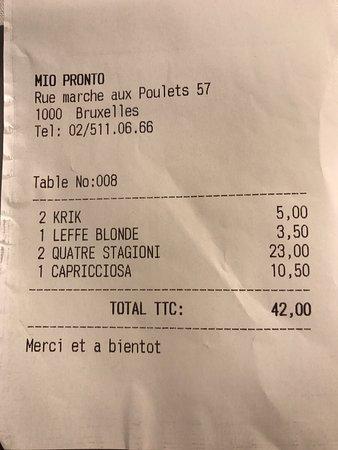 MIO PRONTO
Rue marche aux Poulets 57
1000 Bruxelles
Tel: 02/511.06.66
Table No:008
2 KRIK 5,00
1 LEFFE BLONDE 3,50
2 QUATRE STAGIONI 23,00
1 CAPRICCIOSA 10,50
TOTAL TTC: 42,00
Merci et a bientot